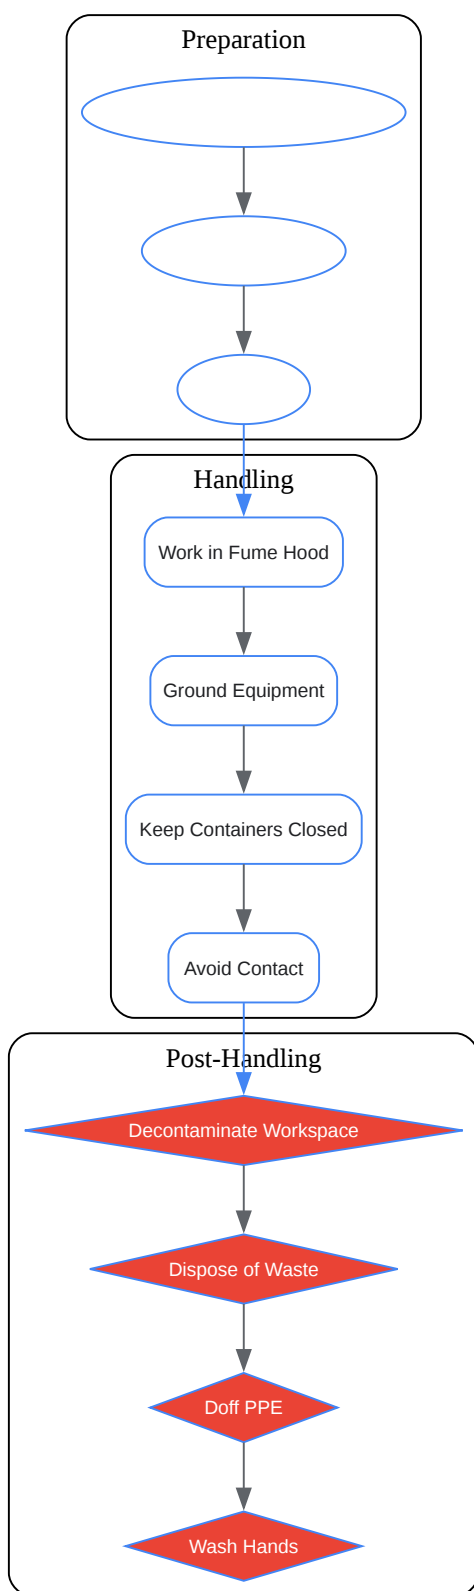 Preparation
Handling
Work in Fume Hood
Ground Equipment
Keep Containers Closed
Avoid Contact
Post-Handling
Decontaminate Workspace
Dispose of Waste
Doff PPE
Wash Hands